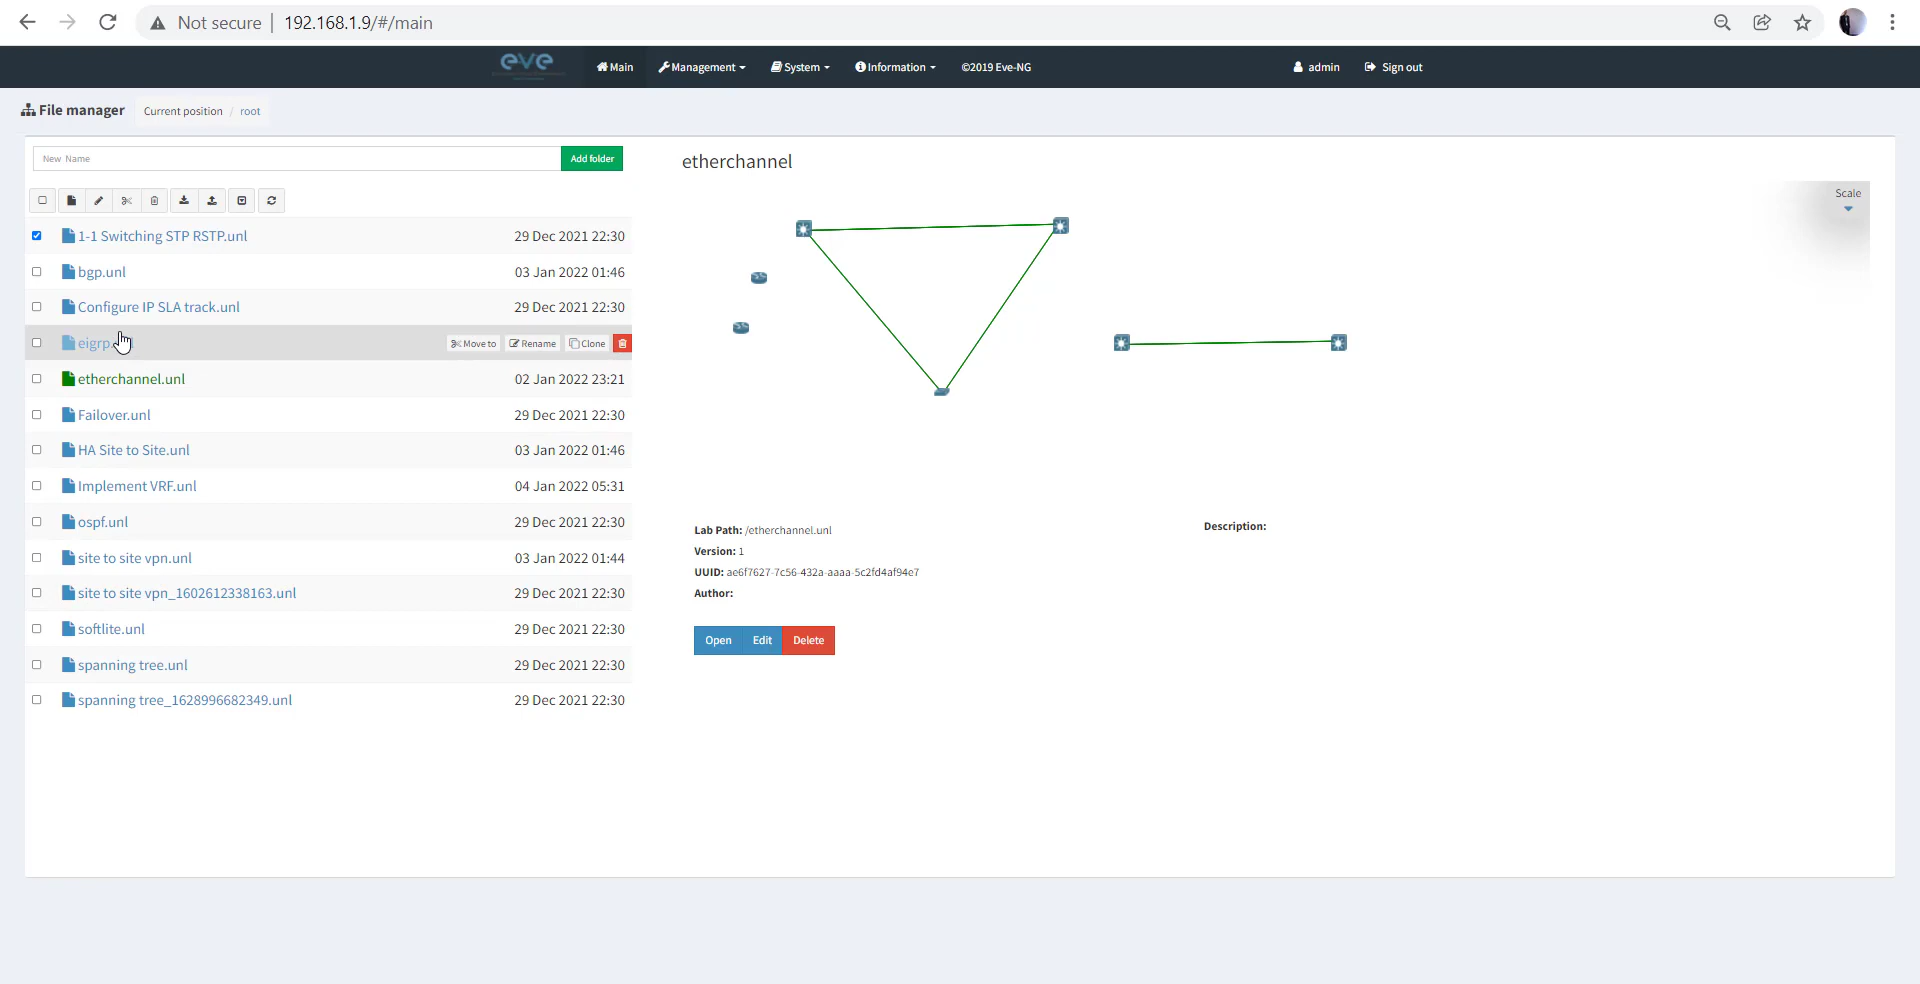 Not secure | 192.168.1.9/#/main
eve Main Management System Information ©2019 Eve-NG admin Sign out
File manager Current position / root
New Name Add folder
etherchannel
Scale
1-1 Switching STP RSTP.unl 29 Dec 2021 22:30
bgp.unl 03 Jan 2022 01:46
Configure IP SLA track.unl 29 Dec 2021 22:30
eigrp. Move to Rename Clone
etherchannel.unl 02 Jan 2022 23:21
Failover.unl 29 Dec 2021 22:30
HA Site to Site.unl 03 Jan 2022 01:46
Implement VRF.unl 04 Jan 2022 05:31
ospf.unl 29 Dec 2021 22:30
site to site vpn.unl 03 Jan 2022 01:44
site to site vpn_1602612338163.unl 29 Dec 2021 22:30
softlite.unl 29 Dec 2021 22:30
spanning tree.unl 29 Dec 2021 22:30
spanning tree_1628996682349.unl 29 Dec 2021 22:30
Lab Path: /etherchannel.unl
Version: 1
UUID: ae6f7627-7c56-432a-aaaa-5c2fd4af94e7
Author:
Description:
Open Edit Delete